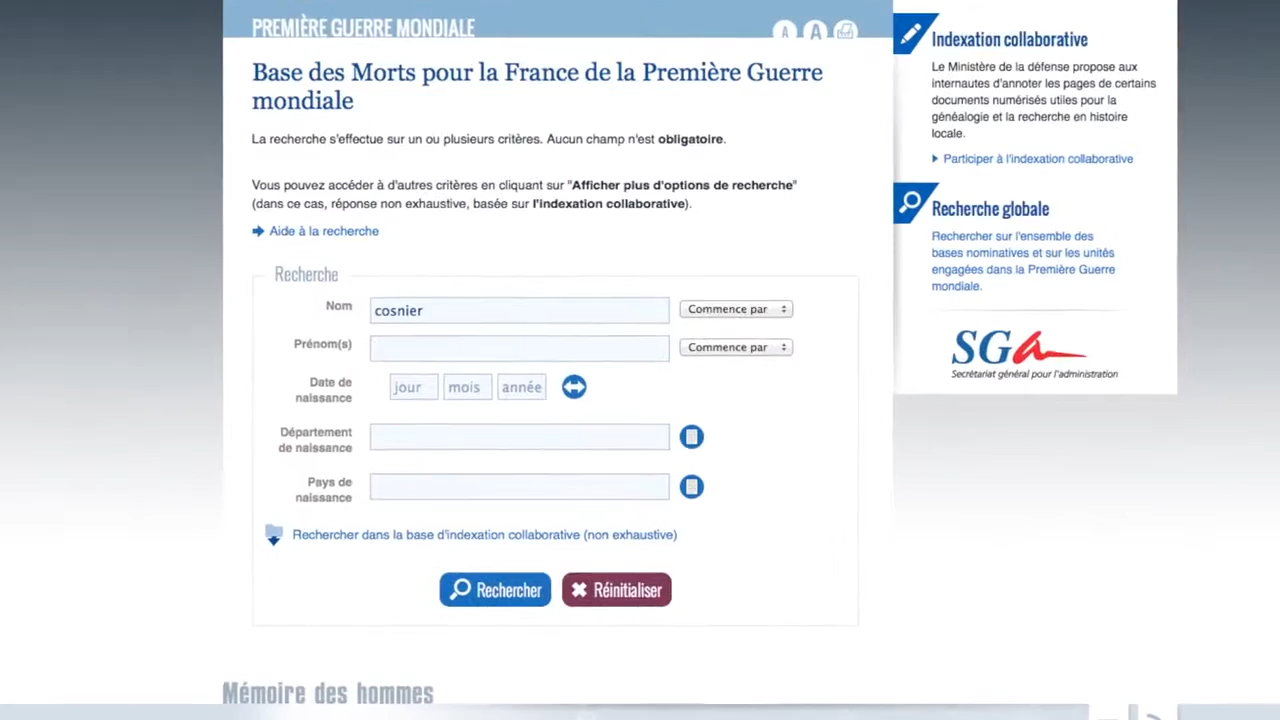 PREMIÈRE GUERRE MONDIALE
A A
Base des Morts pour la France de la Première Guerre
mondiale
La recherche s'effectue sur un ou plusieurs critères. Aucun champ n'est obligatoire.
Vous pouvez accéder à d'autres critères en cliquant sur "Afficher plus d'options de recherche"
(dans ce cas, réponse non exhaustive, basée sur l'indexation collaborative).
Aide à la recherche
Recherche
Nom
cosnier
Commence par
Prénom(s)
Commence par
Date de
naissance
jour
mois
année
Département
de naissance
Pays de
naissance
Rechercher dans la base d'indexation collaborative (non exhaustive)
Rechercher
Réinitialiser
Mémoire des hommes
Indexation collaborative
Le Ministère de la défense propose aux
internautes d'annoter les pages de certains
documents numérisés utiles pour la
généalogie et la recherche en histoire
locale.
Participer à l'indexation collaborative
Recherche globale
Rechercher sur l'ensemble des
bases nominatives et sur les unités
engagées dans la Première Guerre
mondiale.
SGA
Secrétariat général pour l'administration